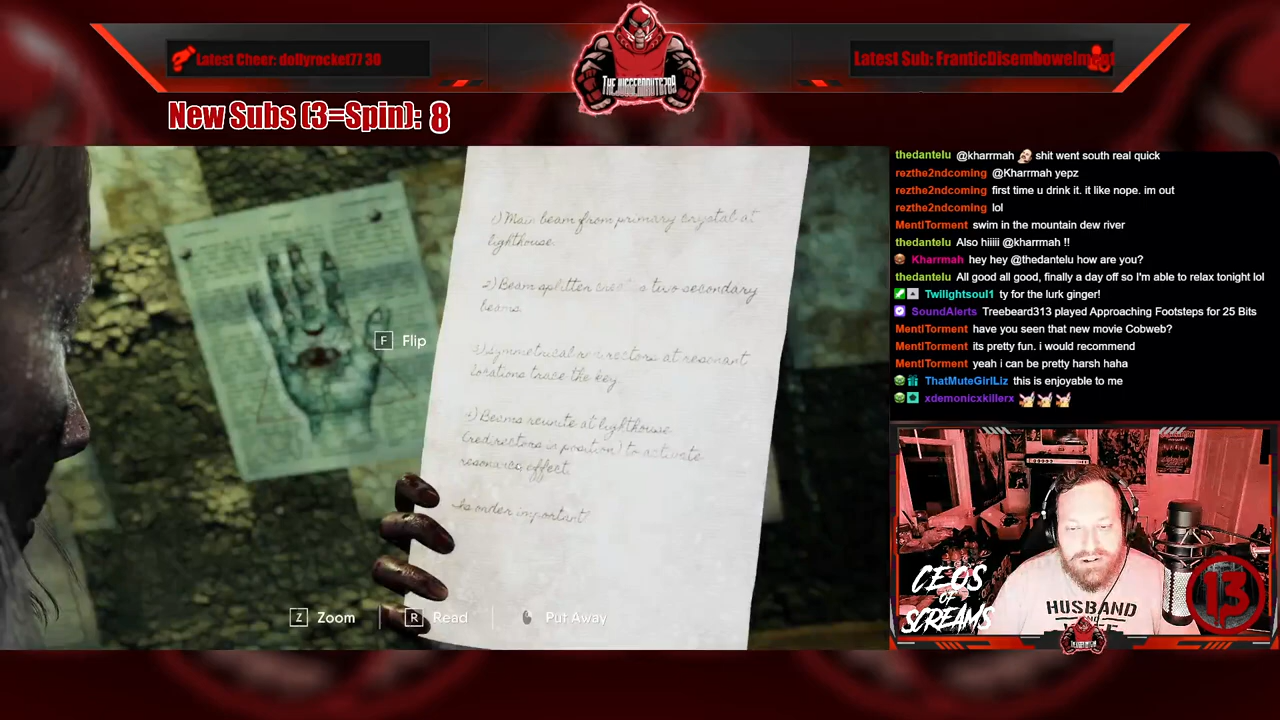 Latest Cheer: dollyrocket77 30
THEJUGGERNAUT6789
Latest Sub: FranticDisembowelment
New Subs (3=Spin): 8
1) Main beam from primary crystal at
lighthouse.
2) Beam splitter creates two secondary
beams.
3) Symmetrical redirectors at resonant
locations trace the key
4) Beams reunite at lighthouse
(redirectors in position) to activate
resonance effect.
Is order important?
F Flip
Z Zoom
R Read
Put Away
thedantelu @kharrmah shit went south real quick
rezthe2ndcoming @Kharrmah yepz
rezthe2ndcoming first time u drink it. it like nope. im out
rezthe2ndcoming lol
MentiTorment swim in the mountain dew river
thedantelu Also hiiiii @kharrmah !!
Kharrmah hey hey @thedantelu how are you?
thedantelu All good all good, finally a day off so I'm able to relax tonight lol
Twilightsoul1 ty for the lurk ginger!
SoundAlerts Treebeard313 played Approaching Footsteps for 25 Bits
MentiTorment have you seen that new movie Cobweb?
MentiTorment its pretty fun. i would recommend
MentiTorment yeah i can be pretty harsh haha
ThatMuteGirlLiz this is enjoyable to me
xdemonicxkillerx
CEOS
OF
SCREAMS
HUSBAND
13